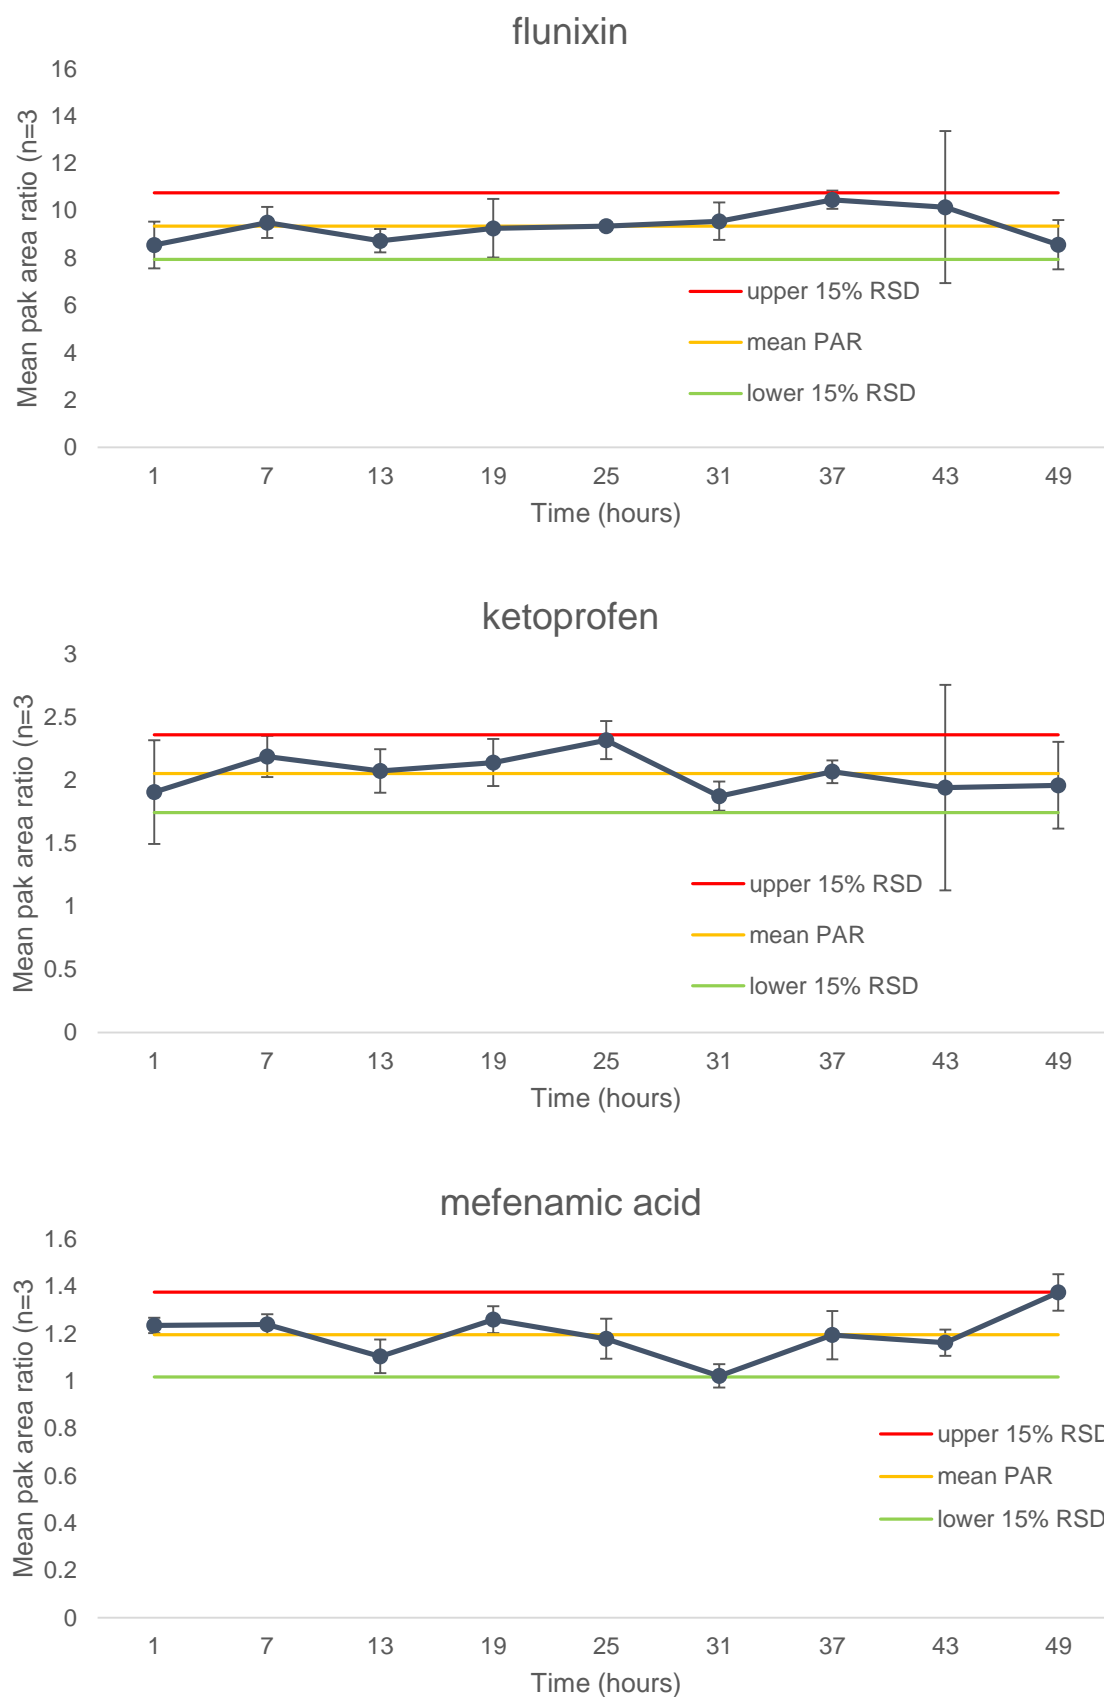 flunixin
Mean pak area ratio (n=3
16
14
12
10
8
6
4
2
0
upper 15% RSD
mean PAR
lower 15% RSD
1 7 13 19 25 31 37 43 49
Time (hours)
ketoprofen
Mean pak area ratio (n=3
3
2.5
2
1.5
1
0.5
0
upper 15% RSD
mean PAR
lower 15% RSD
1 7 13 19 25 31 37 43 49
Time (hours)
mefenamic acid
Mean pak area ratio (n=3
1.6
1.4
1.2
1
0.8
0.6
0.4
0.2
0
upper 15% RSD
mean PAR
lower 15% RSD
1 7 13 19 25 31 37 43 49
Time (hours)